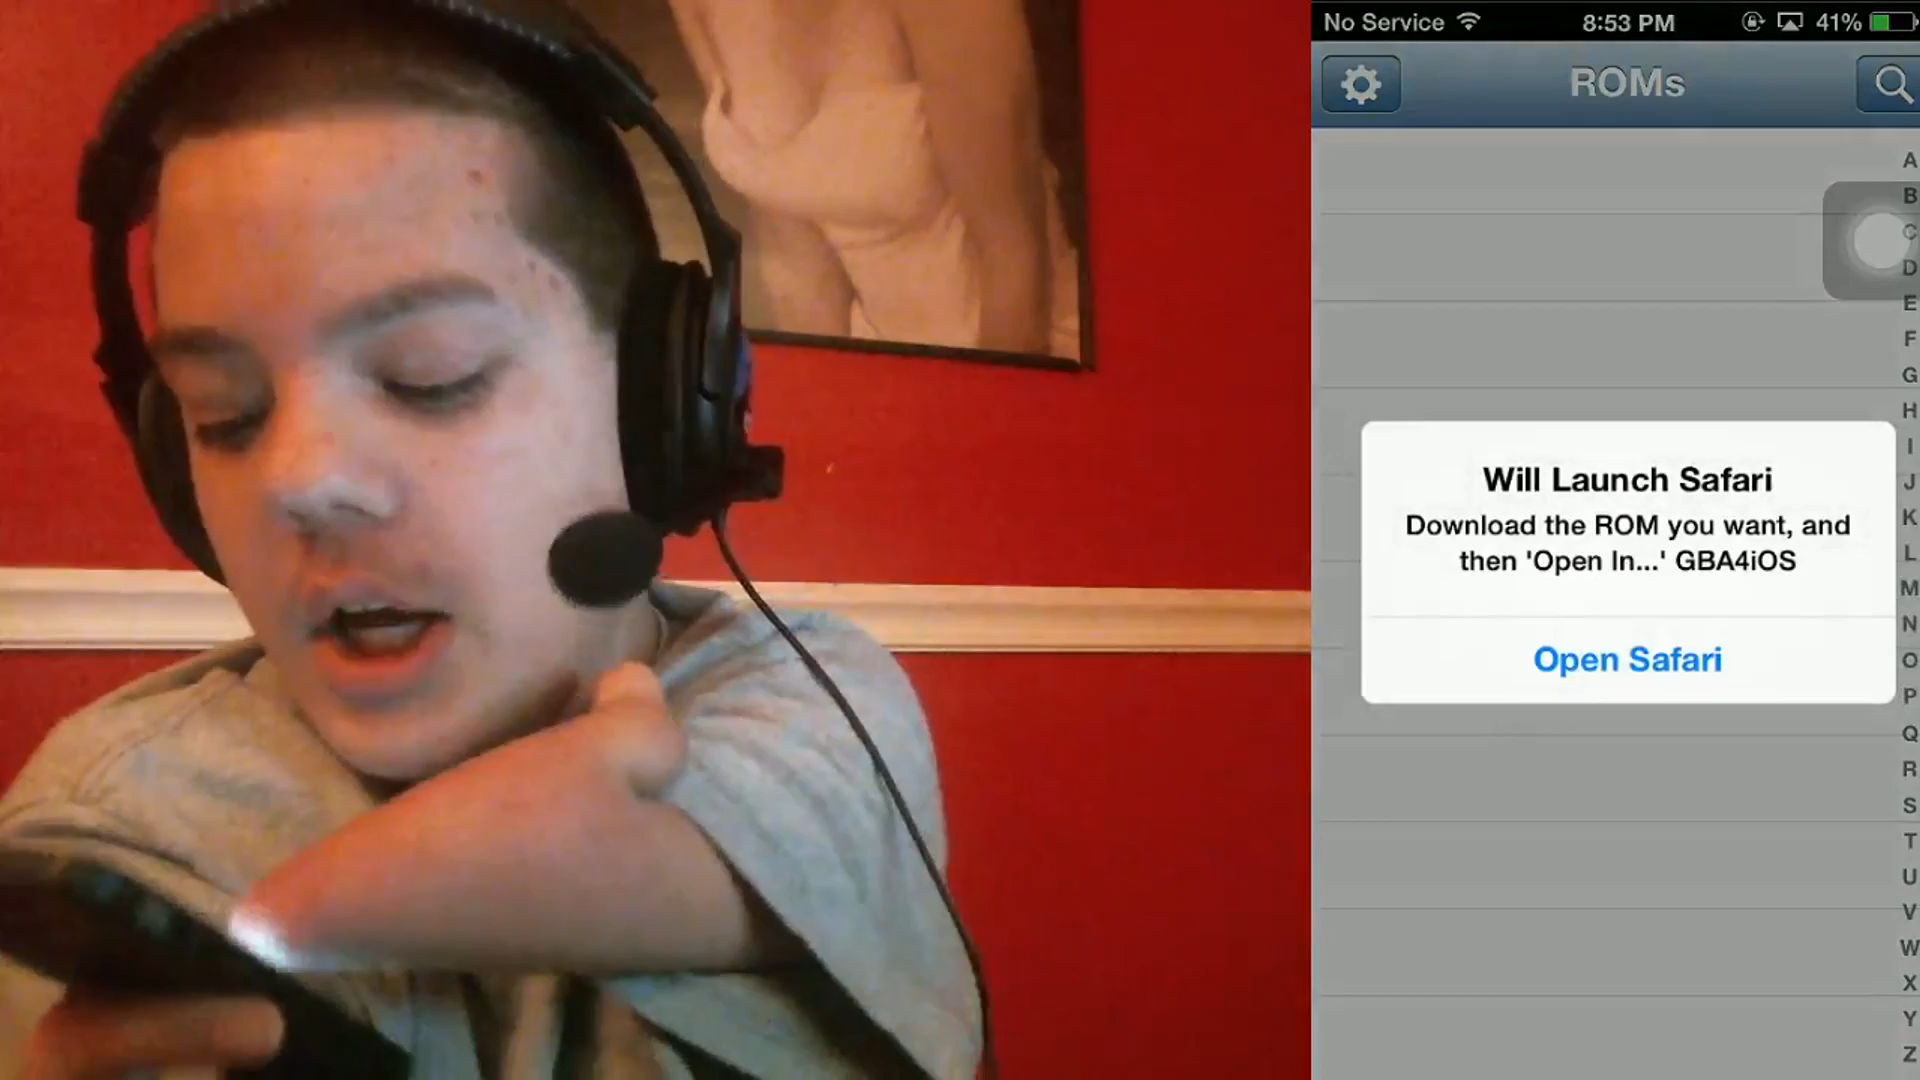 No Service 8:53 PM 41%
ROMs
A
B
C
D
E
F
G
H
I
J
K
L
M
N
O
P
Q
R
S
T
U
V
W
X
Y
Z
Will Launch Safari
Download the ROM you want, and
then 'Open In...' GBA4iOS
Open Safari